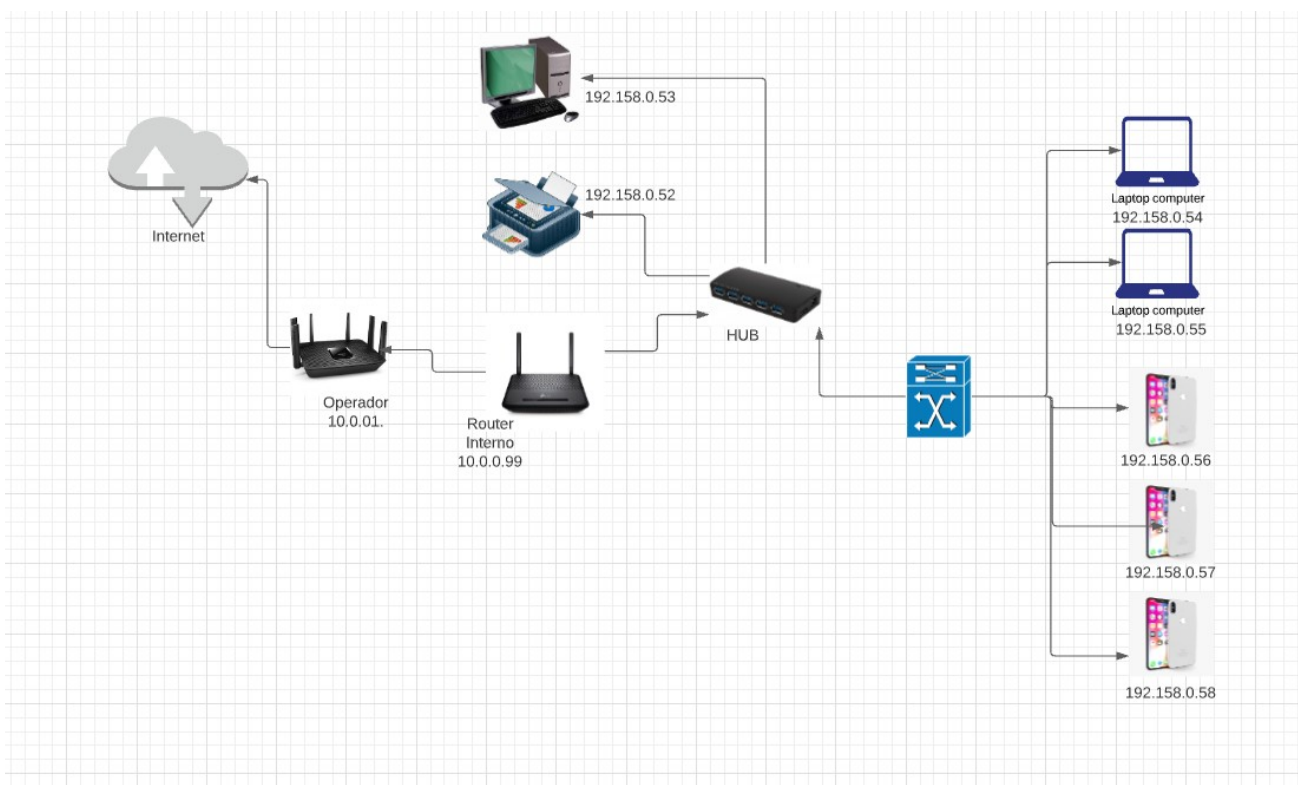 192.158.0.53
192.158.0.52
Internet
Operador
10.0.01.
Router
Interno
10.0.0.99
HUB
Laptop computer
192.158.0.54
Laptop computer
192.158.0.55
192.158.0.56
192.158.0.57
192.158.0.58